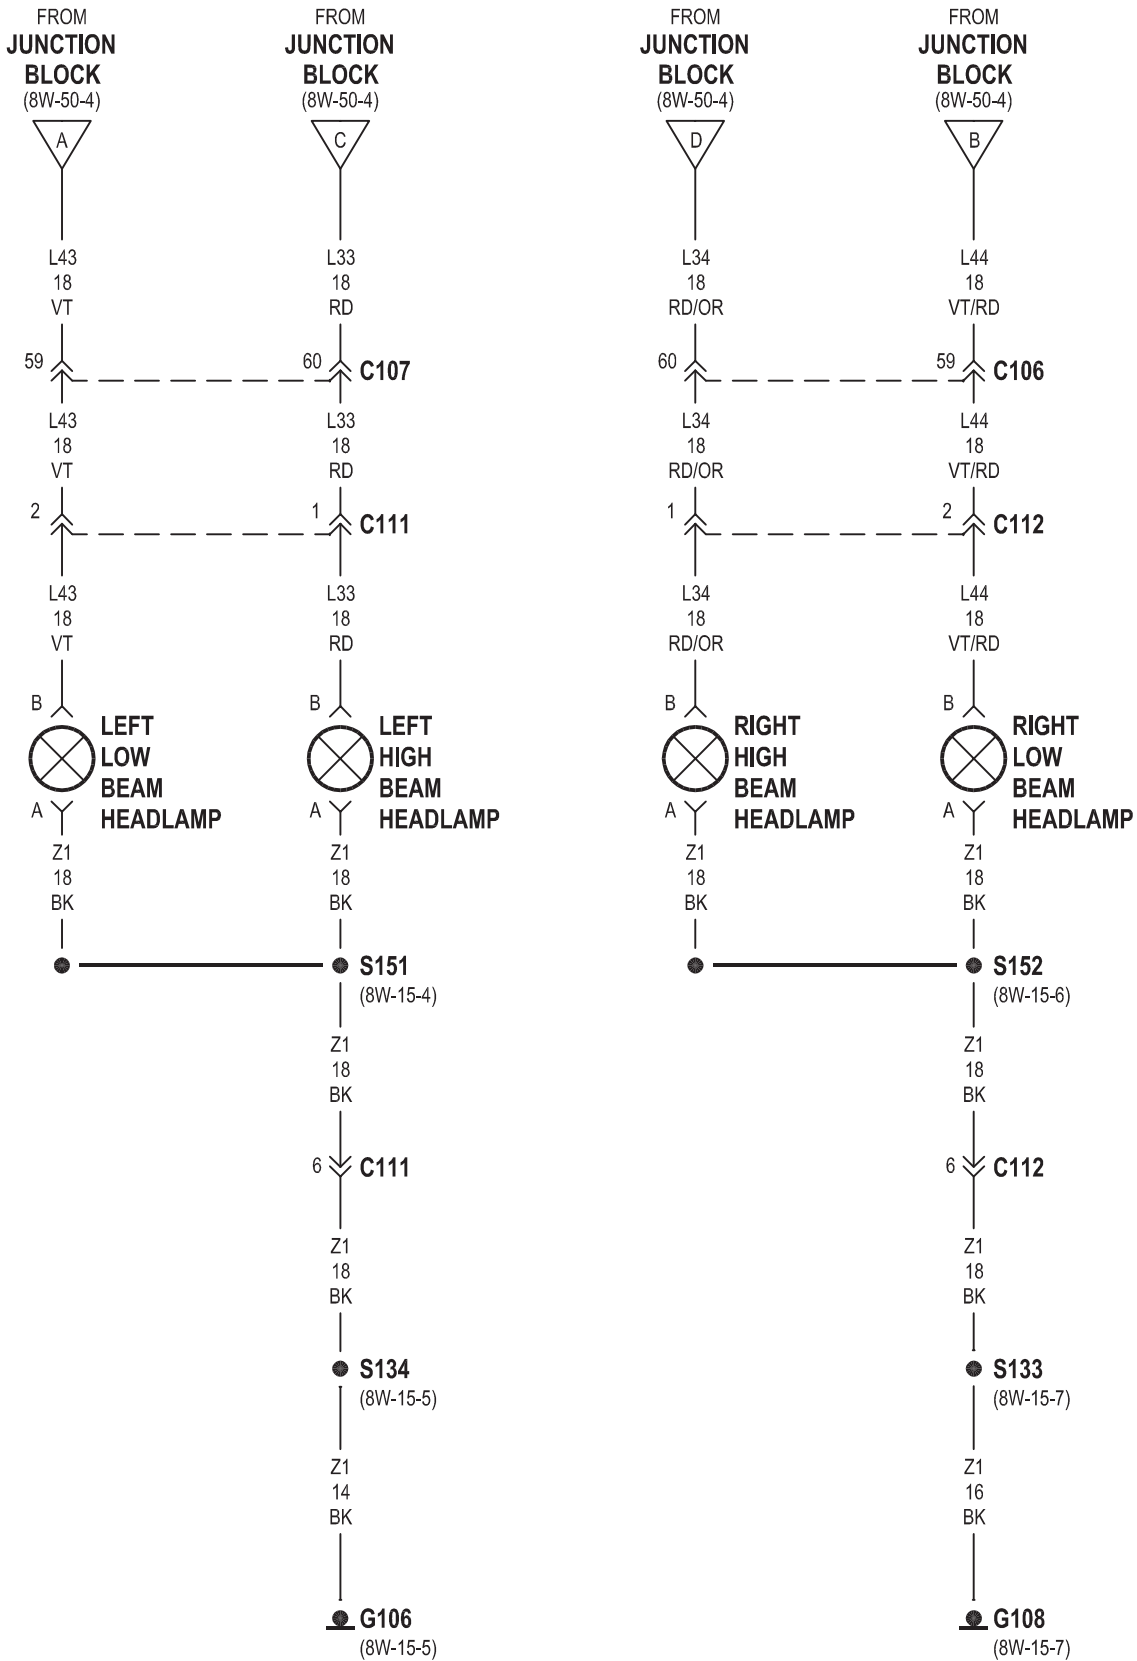 FROM
JUNCTION
BLOCK
(8W-50-4)
A
FROM
JUNCTION
BLOCK
(8W-50-4)
C
FROM
JUNCTION
BLOCK
(8W-50-4)
D
FROM
JUNCTION
BLOCK
(8W-50-4)
B
L43
18
VT
L33
18
RD
L34
18
RD/OR
L44
18
VT/RD
59
60
C107
60
59
C106
L43
18
VT
L33
18
RD
L34
18
RD/OR
L44
18
VT/RD
2
1
C111
1
2
C112
L43
18
VT
L33
18
RD
L34
18
RD/OR
L44
18
VT/RD
B
LEFT
LOW
BEAM
HEADLAMP
A
B
LEFT
HIGH
BEAM
HEADLAMP
A
B
RIGHT
HIGH
BEAM
HEADLAMP
A
B
RIGHT
LOW
BEAM
HEADLAMP
A
Z1
18
BK
Z1
18
BK
Z1
18
BK
Z1
18
BK
S151
(8W-15-4)
S152
(8W-15-6)
Z1
18
BK
Z1
18
BK
6
C111
6
C112
Z1
18
BK
Z1
18
BK
S134
(8W-15-5)
S133
(8W-15-7)
Z1
14
BK
Z1
16
BK
G106
(8W-15-5)
G108
(8W-15-7)